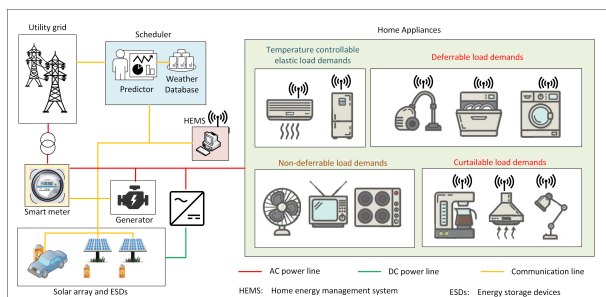 Utility grid
Scheduler
Home Appliances
Predictor
Weather
Database
Temperature controllable
elastic load demands
Deferrable load demands
HEMS
Smart meter
Generator
Non-deferrable load demands
Curtailable load demands
Solar array and ESDs
AC power line
DC power line
Communication line
HEMS: Home energy management system
ESDs: Energy storage devices